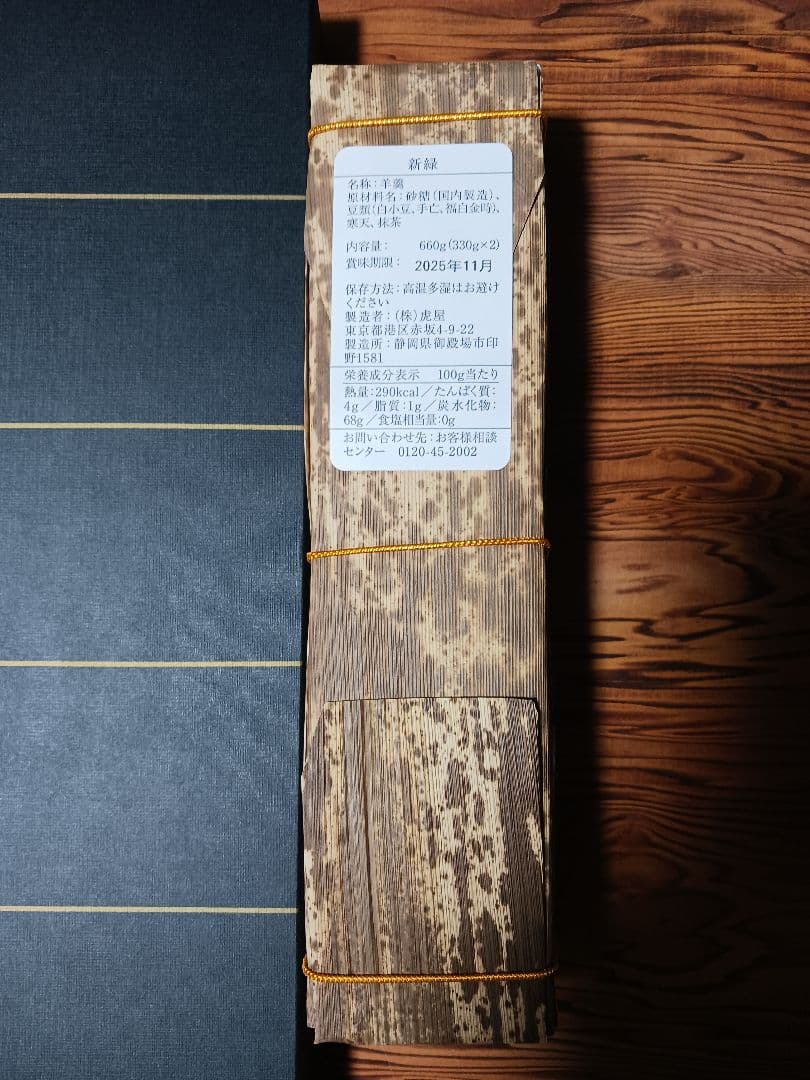 新緑
名称：羊羹
原材料名：砂糖（国内製造）、
豆類（白小豆、手亡、福白金時）、
寒天、抹茶
内容量： 660g（330g×2）
賞味期限： 2025年11月
保存方法：高温多湿はお避け
ください
製造者：（株）虎屋
東京都港区赤坂4-9-22
製造所：静岡県御殿場市印
野1581
栄養成分表示 100g当たり
熱量：290kcal／たんぱく質：
4g／脂質：1g／炭水化物：
68g／食塩相当量：0g
お問い合わせ先：お客様相談
センター 0120-45-2002